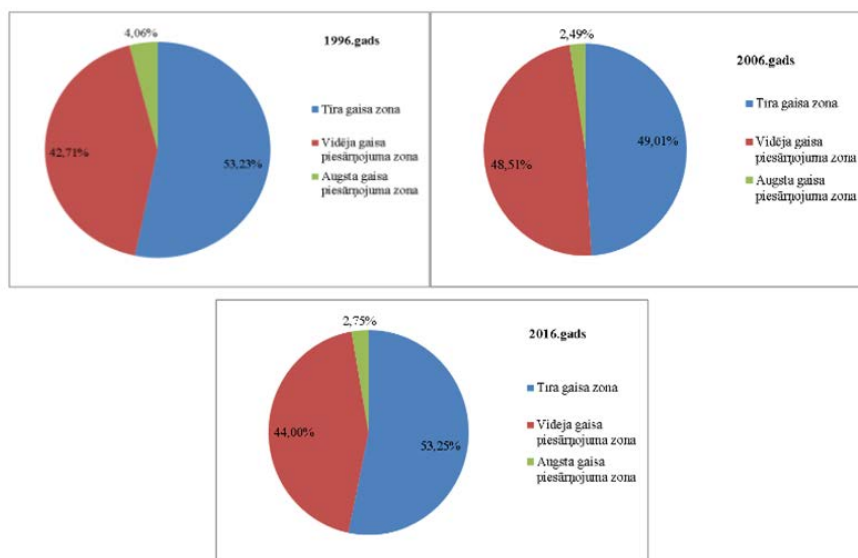 4,06%
1996.gads
Tīra gaisa zona
42,71%
53,23%
Vidēja gaisa
piesārņojuma zona
Augsta gaisa
piesārņojuma zona
2,49%
2006.gads
Tīra gaisa zona
49,01%
48,51%
Vidēja gaisa
piesārņojuma zona
Augsta gaisa
piesārņojuma zona
2,75%
2016.gads
Tīra gaisa zona
44,00%
53,25%
Vidēja gaisa
piesārņojuma zona
Augsta gaisa
piesārņojuma zona